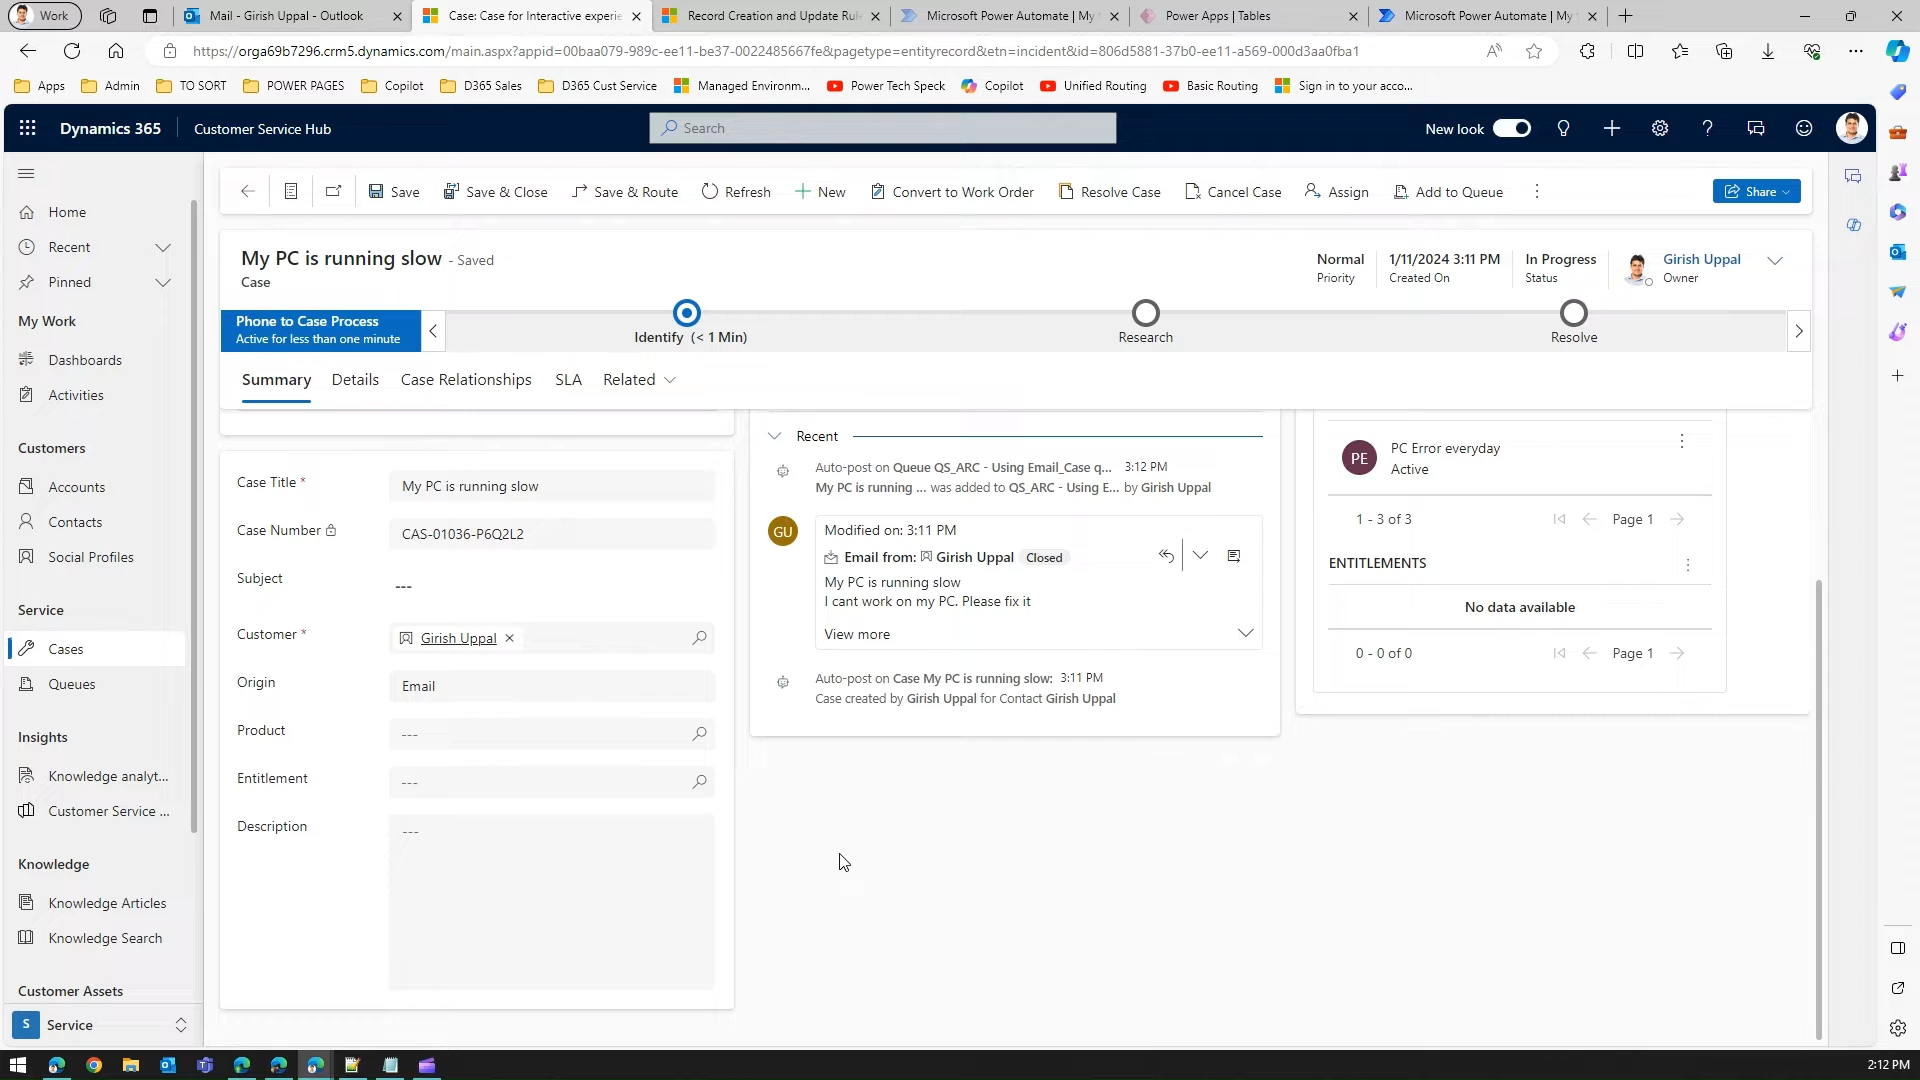 Work
Mail - Girish Uppal - Outlook
Case: Case for Interactive experie
Record Creation and Update Rul
Microsoft Power Automate | My
Power Apps | Tables
Microsoft Power Automate | My
https://orga69b7296.crm5.dynamics.com/main.aspx?appid=00baa079-989c-ee11-be37-0022485667fe&pagetype=entityrecord&etn=incident&id=806d5881-37b0-ee11-a569-000d3aa0fba1
Apps
Admin
TO SORT
POWER PAGES
Copilot
D365 Sales
D365 Cust Service
Managed Environm...
Power Tech Speck
Copilot
Unified Routing
Basic Routing
Sign in to your acco...
Dynamics 365
Customer Service Hub
Search
New look
Home
Recent
Pinned
My Work
Dashboards
Activities
Customers
Accounts
Contacts
Social Profiles
Service
Cases
Queues
Insights
Knowledge analyt...
Customer Service ...
Knowledge
Knowledge Articles
Knowledge Search
Customer Assets
S Service
Save
Save & Close
Save & Route
Refresh
New
Convert to Work Order
Resolve Case
Cancel Case
Assign
Add to Queue
Share
My PC is running slow - Saved
Case
Normal
Priority
1/11/2024 3:11 PM
Created On
In Progress
Status
Girish Uppal
Owner
Phone to Case Process
Active for less than one minute
Identify (< 1 Min)
Research
Resolve
Summary
Details
Case Relationships
SLA
Related
Case Title *
My PC is running slow
Case Number
CAS-01036-P6Q2L2
Subject
---
Customer *
Girish Uppal
Origin
Email
Product
---
Entitlement
---
Description
---
Recent
Auto-post on Queue QS_ARC - Using Email_Case q... 3:12 PM
My PC is running ... was added to QS_ARC - Using E... by Girish Uppal
GU
Modified on: 3:11 PM
Email from: Girish Uppal Closed
My PC is running slow
I cant work on my PC. Please fix it
View more
Auto-post on Case My PC is running slow: 3:11 PM
Case created by Girish Uppal for Contact Girish Uppal
PE
PC Error everyday
Active
1 - 3 of 3
Page 1
ENTITLEMENTS
No data available
0 - 0 of 0
Page 1
2:12 PM